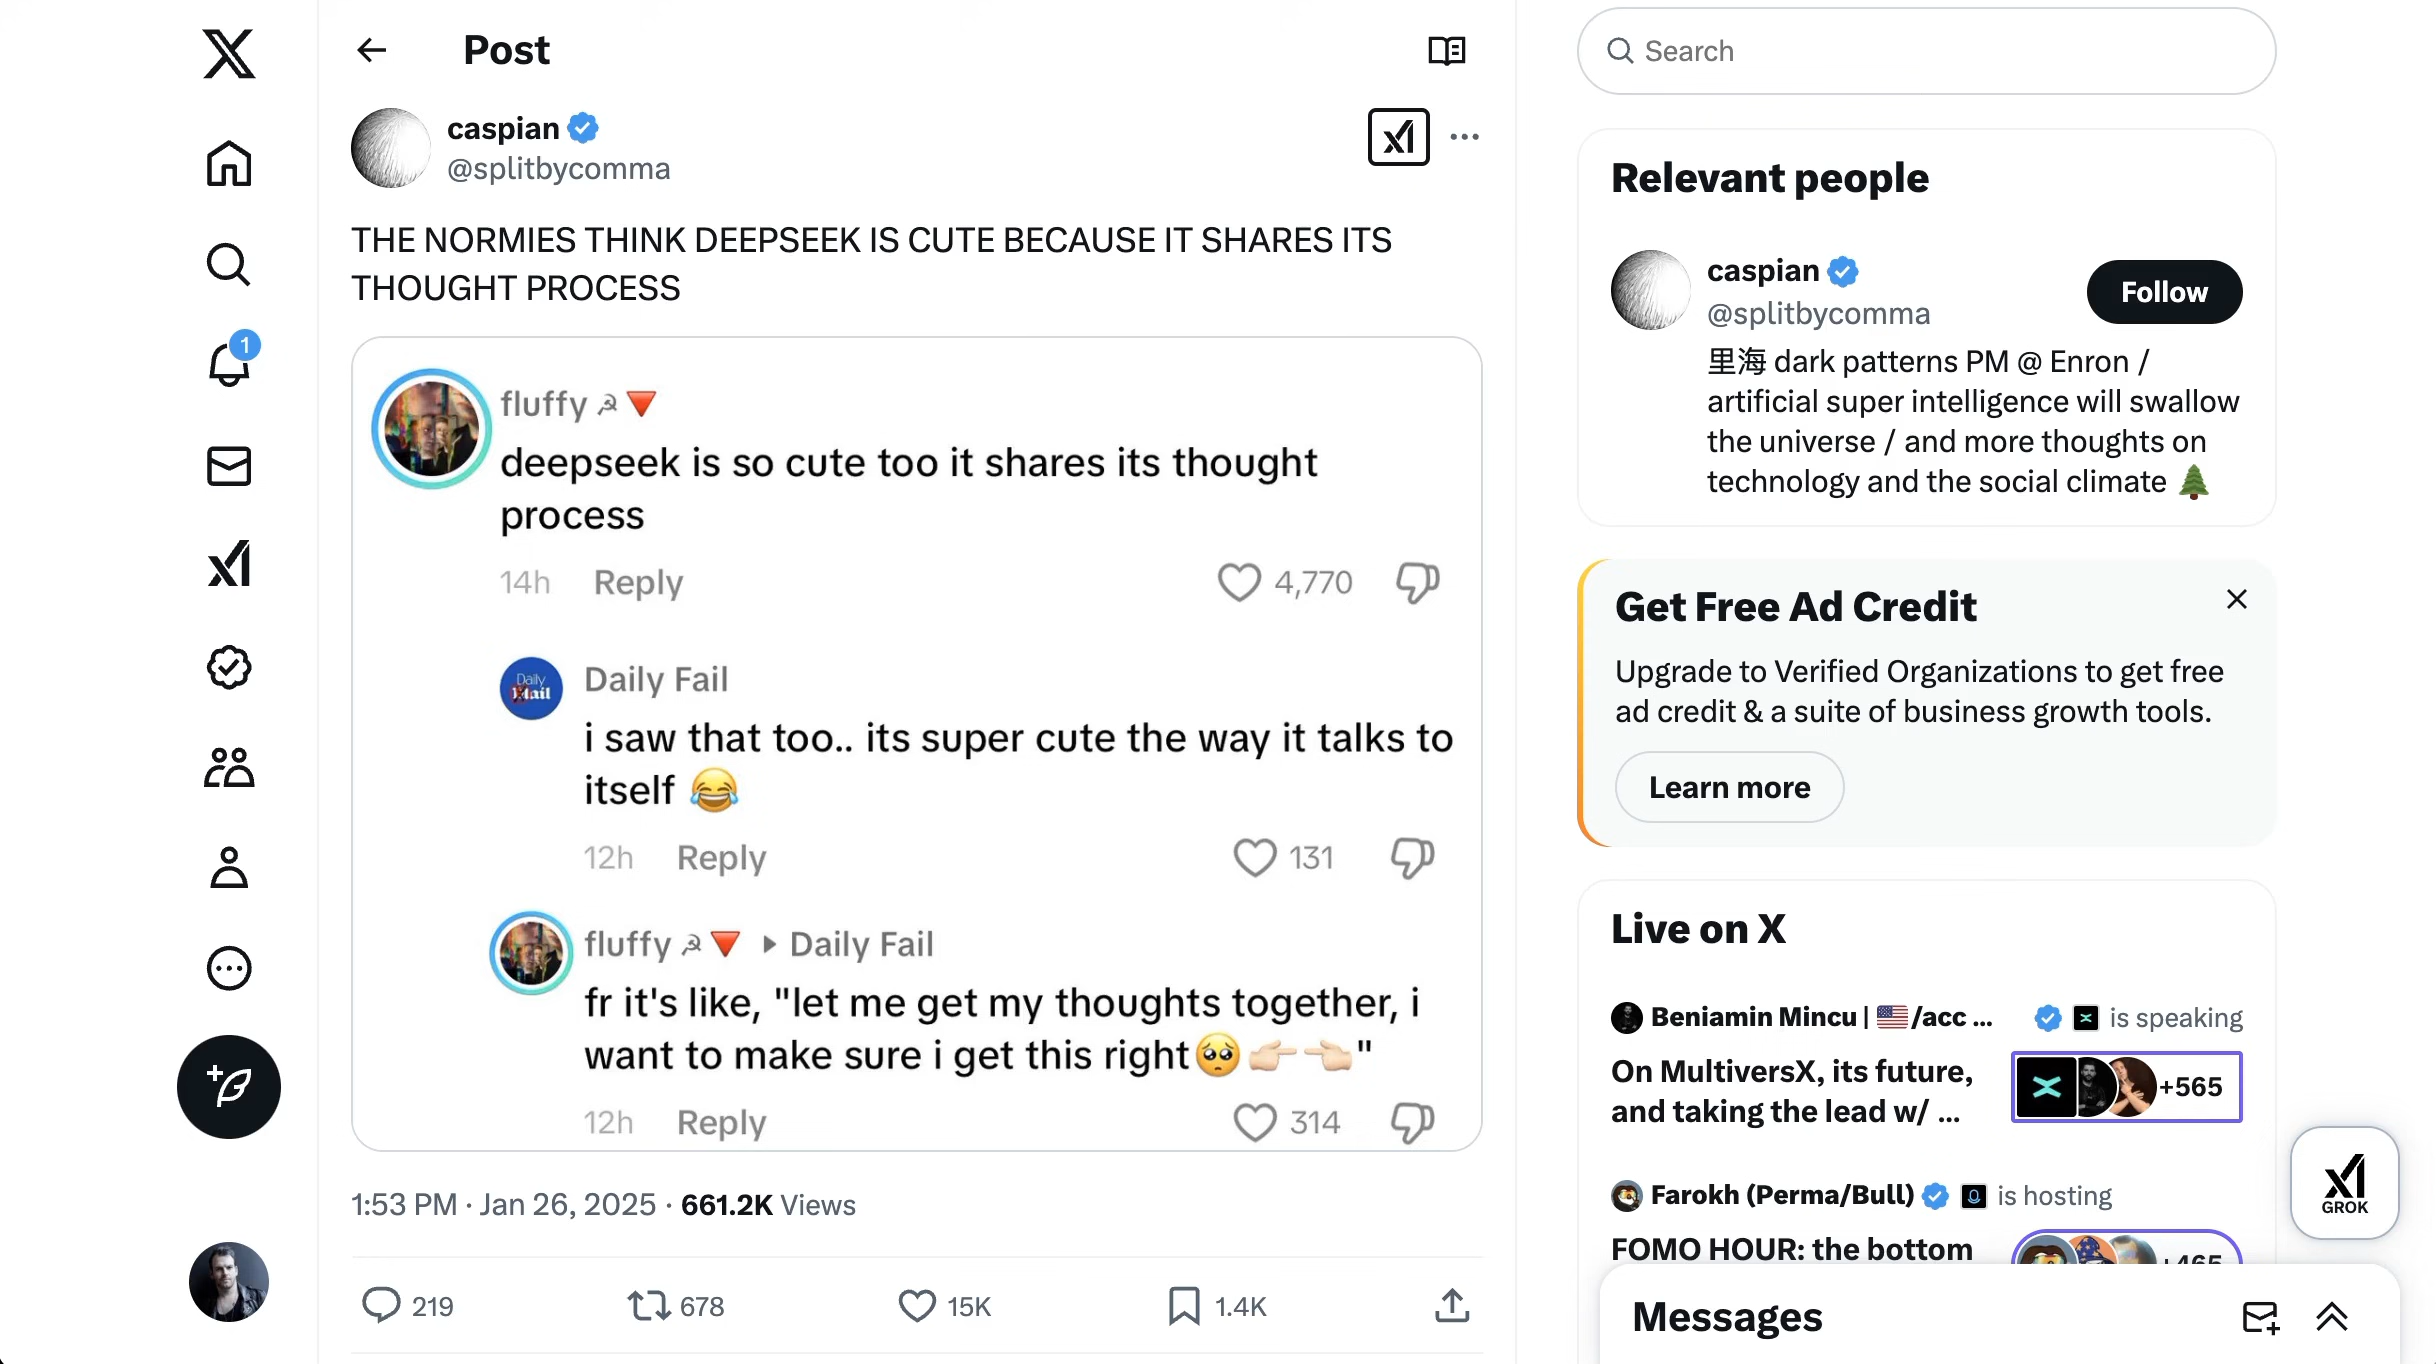 Post
caspian
@splitbycomma
THE NORMIES THINK DEEPSEEK IS CUTE BECAUSE IT SHARES ITS
THOUGHT PROCESS
fluffy ☭🔻
deepseek is so cute too it shares its thought
process
14h Reply 4,770
Daily Mail
Daily Fail
i saw that too.. its super cute the way it talks to
itself 😂
12h Reply 131
fluffy ☭🔻 ▸ Daily Fail
fr it's like, "let me get my thoughts together, i
want to make sure i get this right🥺👉🏻👈🏻"
12h Reply 314
1:53 PM · Jan 26, 2025 · 661.2K Views
219 678 15K 1.4K
1
Search
Relevant people
caspian
@splitbycomma
Follow
里海 dark patterns PM @ Enron /
artificial super intelligence will swallow
the universe / and more thoughts on
technology and the social climate 🌲
Get Free Ad Credit
Upgrade to Verified Organizations to get free
ad credit & a suite of business growth tools.
Learn more
Live on X
Beniamin Mincu | 🇺🇸/acc ... is speaking
On MultiversX, its future,
and taking the lead w/ ...
+565
Farokh (Perma/Bull) is hosting
FOMO HOUR: the bottom
+465
GROK
Messages